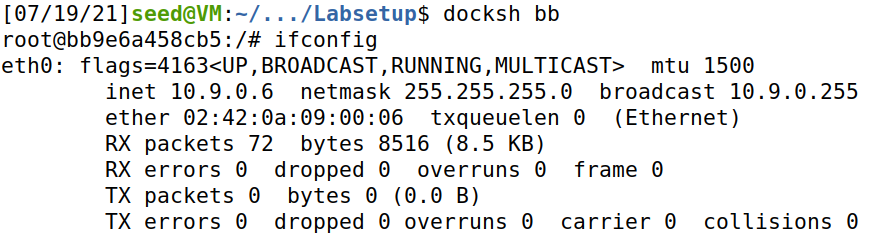 [07/19/21]seed@VM:~/.../Labsetup$ docksh bb
root@bb9e6a458cb5:/# ifconfig
eth0: flags=4163<UP,BROADCAST,RUNNING,MULTICAST>  mtu 1500
        inet 10.9.0.6  netmask 255.255.255.0  broadcast 10.9.0.255
        ether 02:42:0a:09:00:06  txqueuelen 0  (Ethernet)
        RX packets 72  bytes 8516 (8.5 KB)
        RX errors 0  dropped 0  overruns 0  frame 0
        TX packets 0  bytes 0 (0.0 B)
        TX errors 0  dropped 0 overruns 0  carrier 0  collisions 0